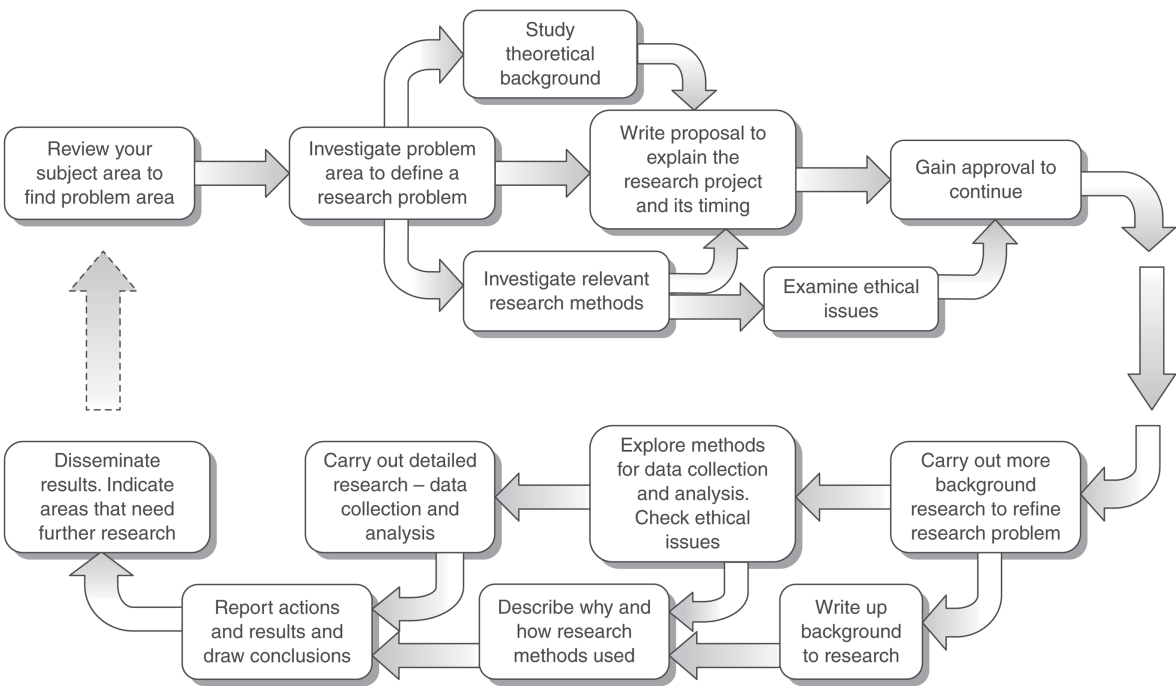 Study
theoretical
background
Review your
subject area to
find problem area
Investigate problem
area to define a
research problem
Write proposal to
explain the
research project
and its timing
Gain approval to
continue
Investigate relevant
research methods
Examine ethical
issues
Carry out more
background
research to refine
research problem
Explore methods
for data collection
and analysis.
Check ethical
issues
Carry out detailed
research – data
collection and
analysis
Disseminate
results. Indicate
areas that need
further research
Write up
background
to research
Describe why and
how research
methods used
Report actions
and results and
draw conclusions